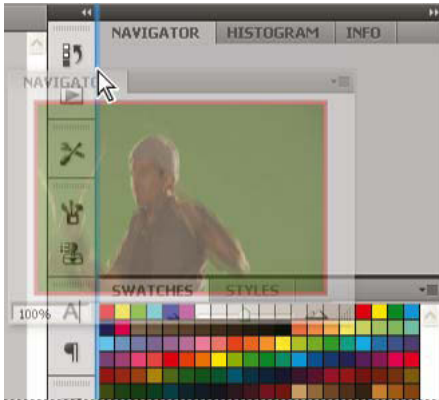 NAVIGATOR HISTOGRAM INFO
NAVIGATOR
SWATCHES STYLES
100%
A
¶